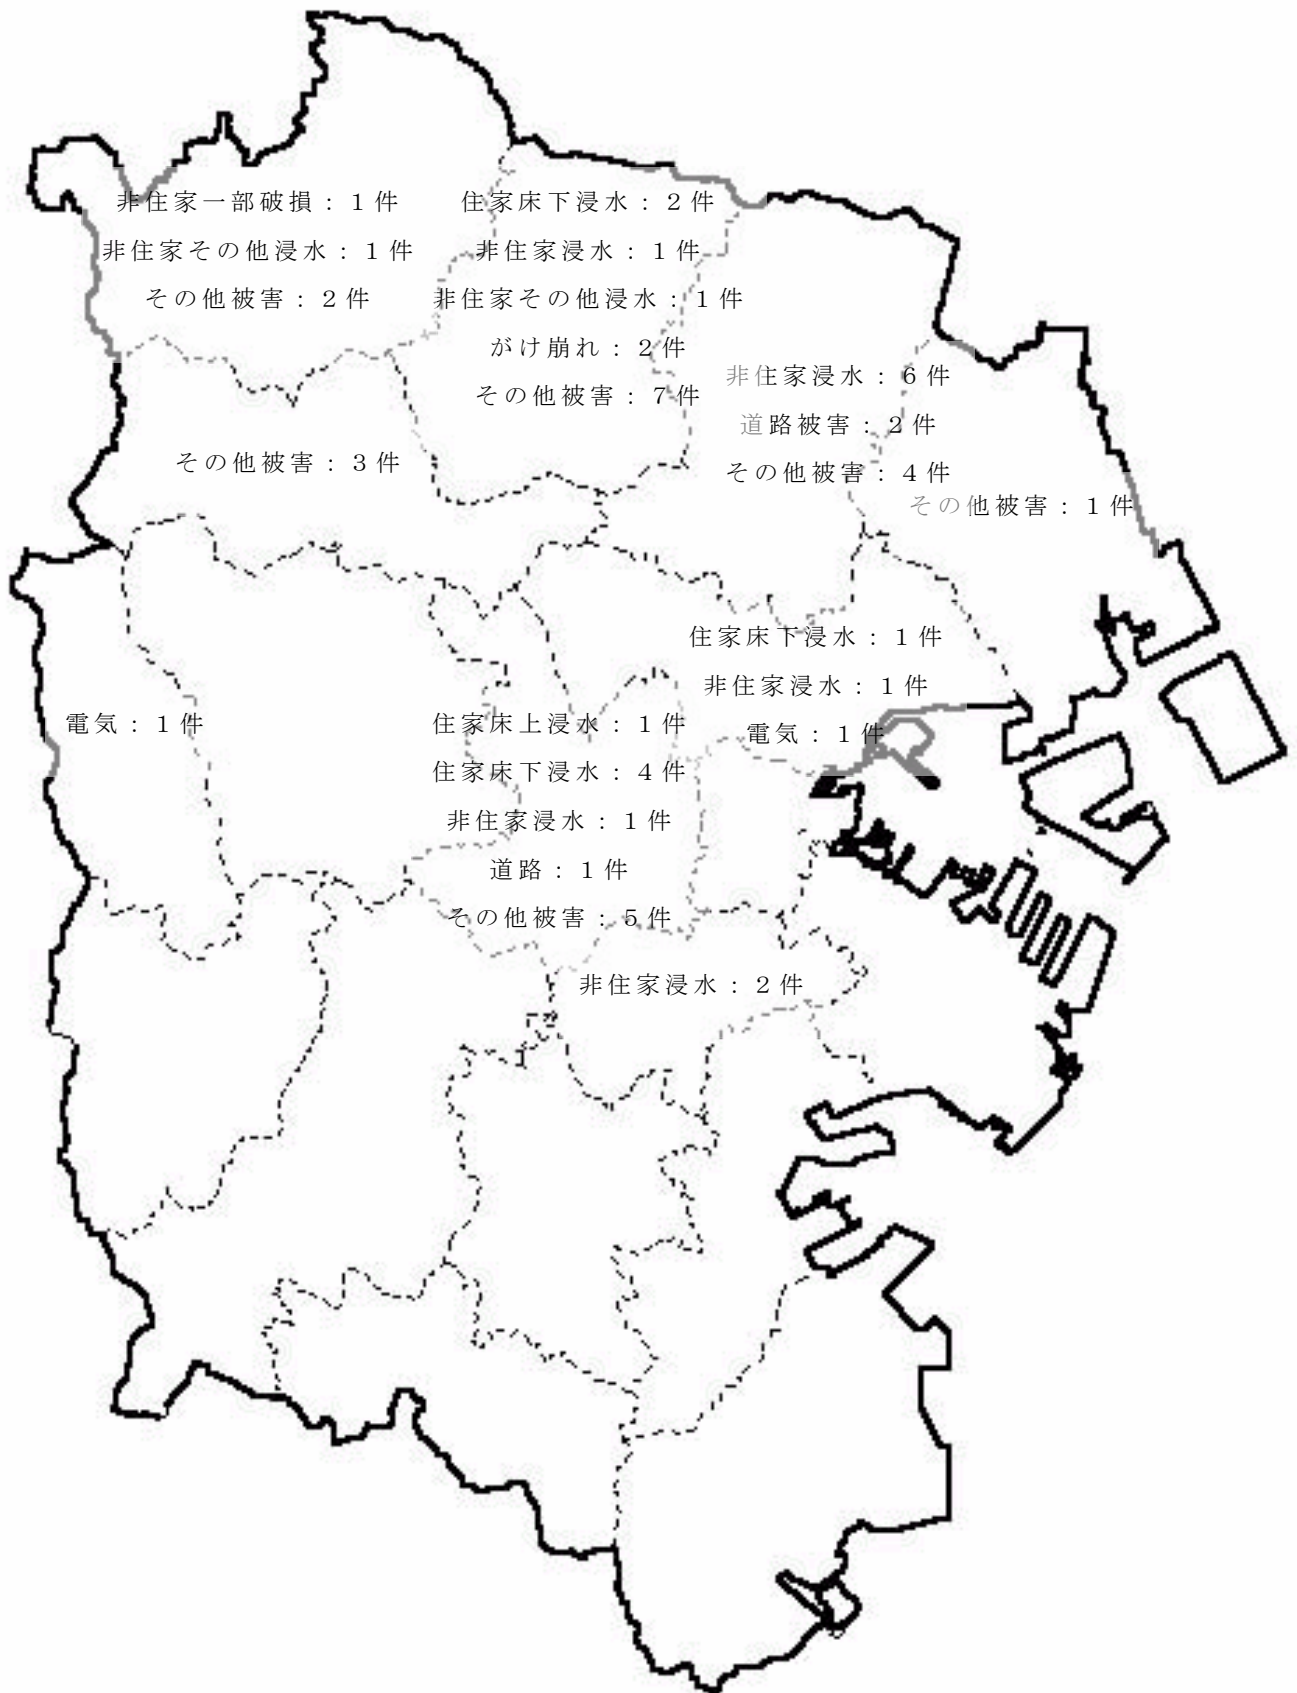 非住家一部破損：1件
非住家その他浸水：1件
その他被害：2件
住家床下浸水：2件
非住家浸水：1件
非住家その他浸水：1件
がけ崩れ：2件
その他被害：7件
非住家浸水：6件
道路被害：2件
その他被害：4件
その他被害：3件
その他被害：1件
住家床下浸水：1件
非住家浸水：1件
電気：1件
電気：1件
住家床上浸水：1件
住家床下浸水：4件
非住家浸水：1件
道路：1件
その他被害：5件
非住家浸水：2件